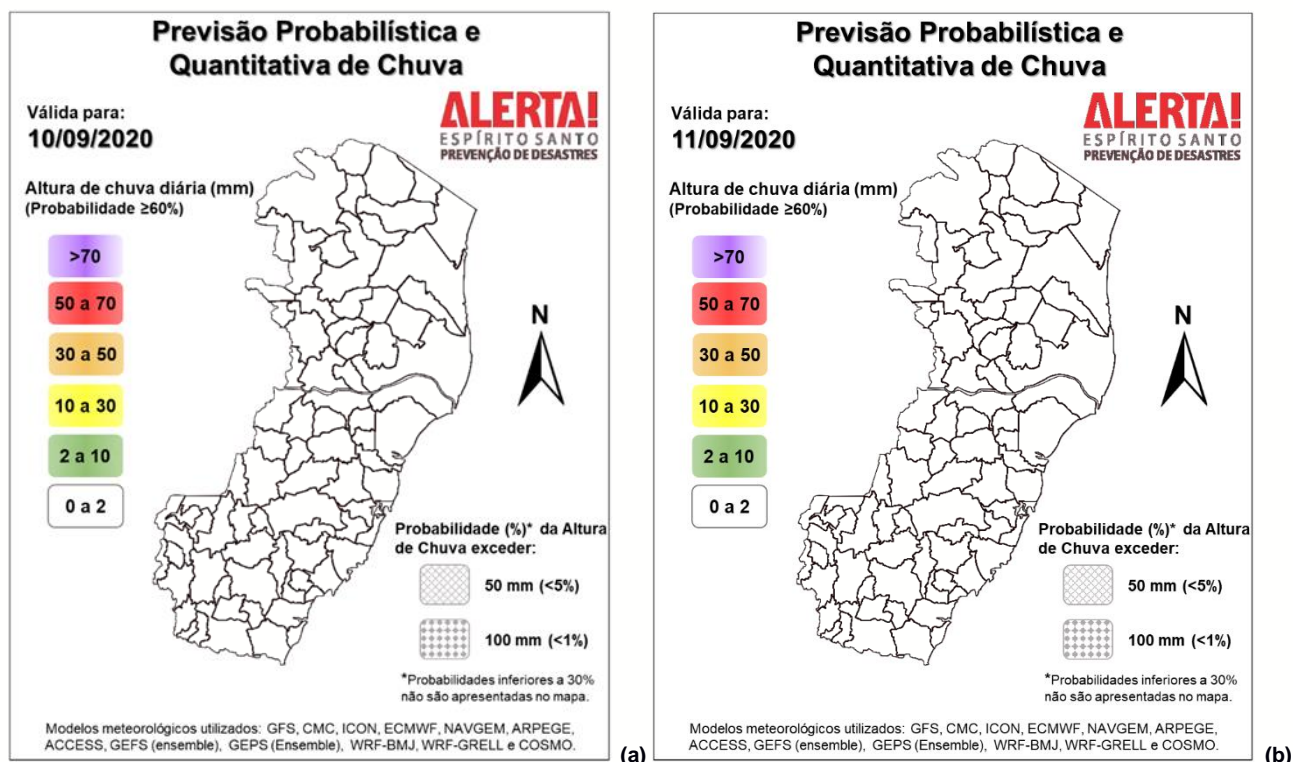 Previsão Probabilística e
Quantitativa de Chuva
Válida para:
10/09/2020
ALERTA!
ESPÍRITO SANTO
PREVENÇÃO DE DESASTRES
Altura de chuva diária (mm)
(Probabilidade ≥60%)
>70
50 a 70
30 a 50
10 a 30
2 a 10
0 a 2
N
Probabilidade (%)* da Altura
de Chuva exceder:
50 mm (<5%)
100 mm (<1%)
*Probabilidades inferiores a 30%
não são apresentadas no mapa.
Modelos meteorológicos utilizados: GFS, CMC, ICON, ECMWF, NAVGEM, ARPEGE,
ACCESS, GEFS (ensemble), GEPS (Ensemble), WRF-BMJ, WRF-GRELL e COSMO.
(a)
Previsão Probabilística e
Quantitativa de Chuva
Válida para:
11/09/2020
ALERTA!
ESPÍRITO SANTO
PREVENÇÃO DE DESASTRES
Altura de chuva diária (mm)
(Probabilidade ≥60%)
>70
50 a 70
30 a 50
10 a 30
2 a 10
0 a 2
N
Probabilidade (%)* da Altura
de Chuva exceder:
50 mm (<5%)
100 mm (<1%)
*Probabilidades inferiores a 30%
não são apresentadas no mapa.
Modelos meteorológicos utilizados: GFS, CMC, ICON, ECMWF, NAVGEM, ARPEGE,
ACCESS, GEFS (ensemble), GEPS (Ensemble), WRF-BMJ, WRF-GRELL e COSMO.
(b)